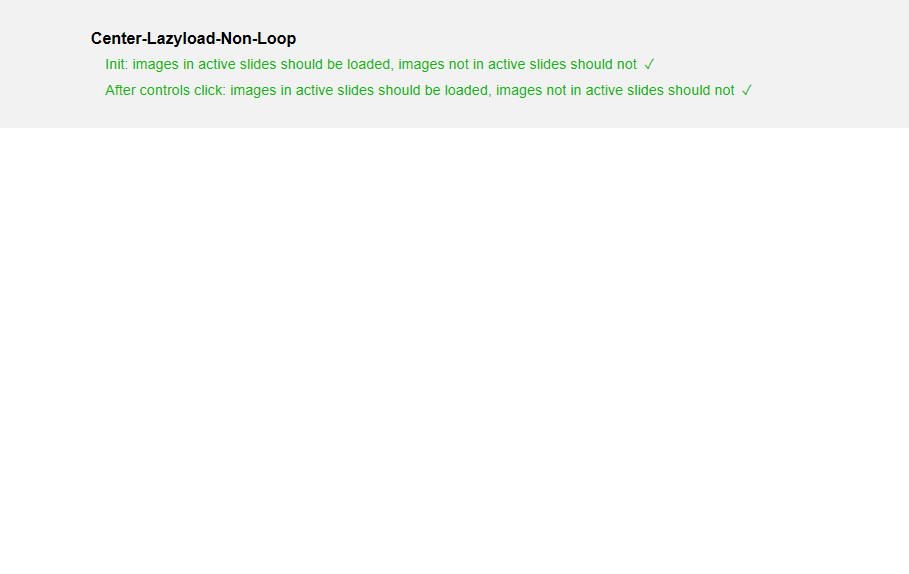 Center-Lazyload-Non-Loop
Init: images in active slides should be loaded, images not in active slides should not ✓
After controls click: images in active slides should be loaded, images not in active slides should not ✓